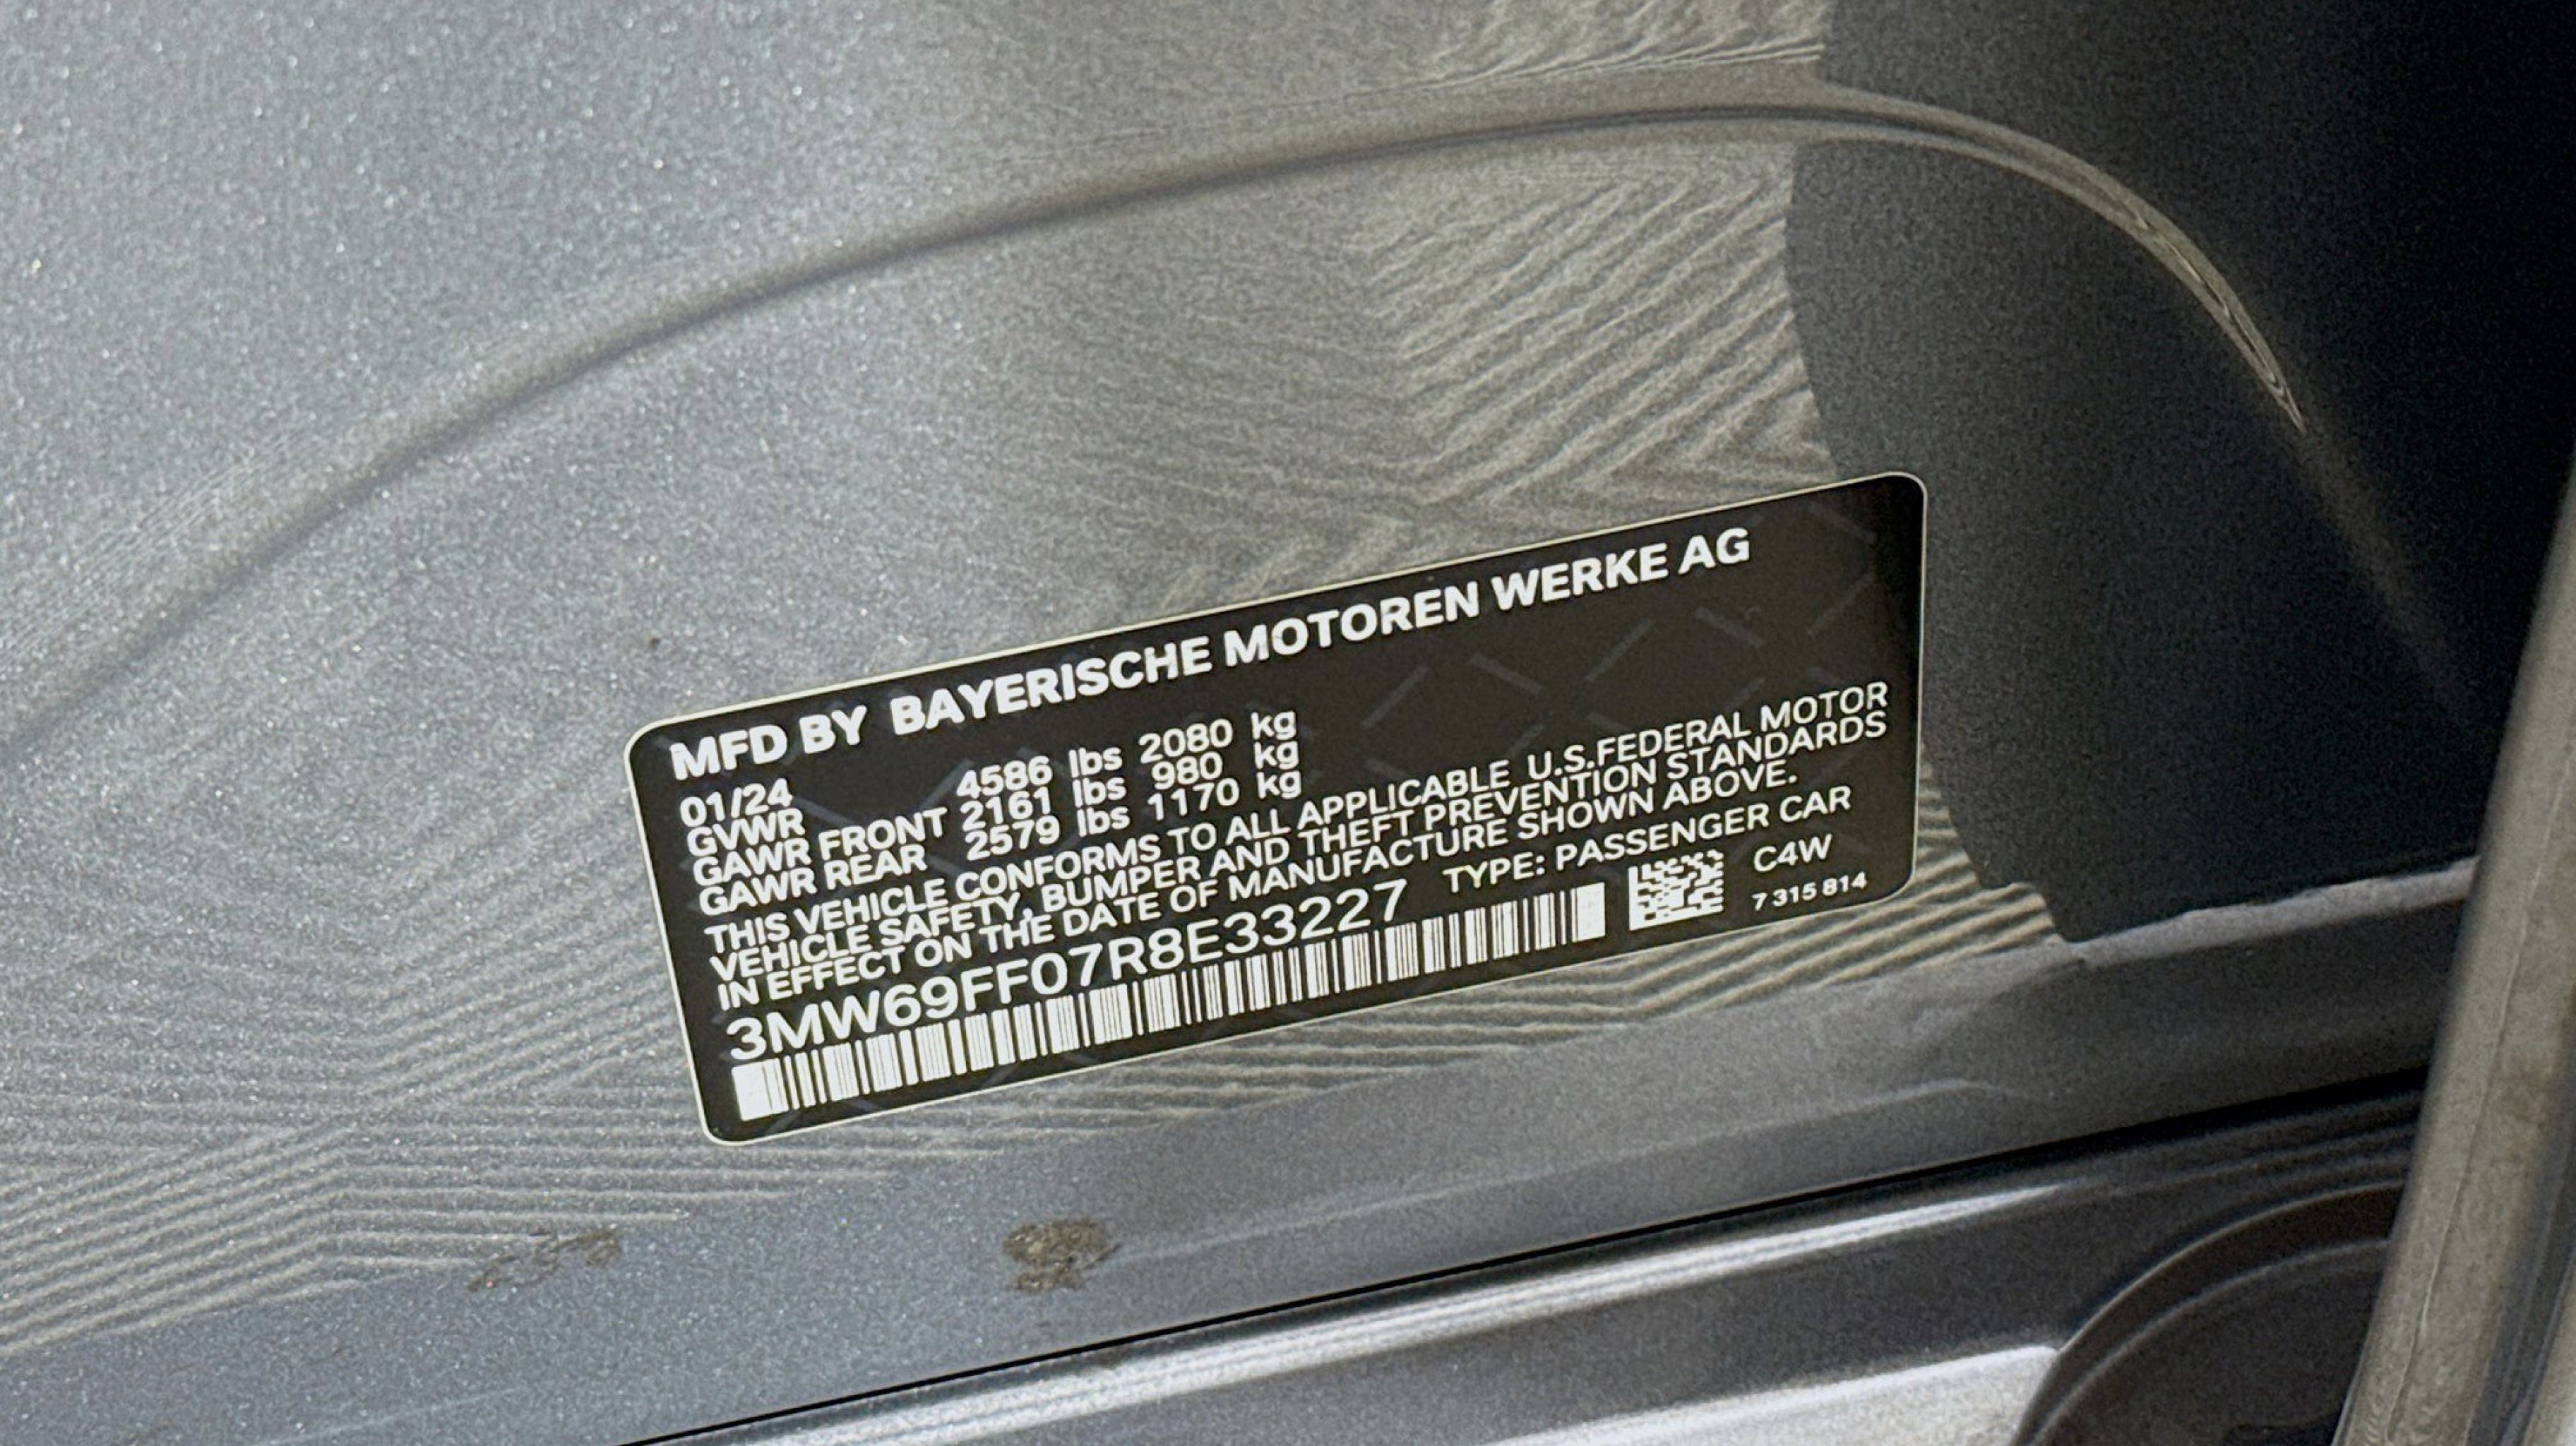 MFD BY BAYERISCHE MOTOREN WERKE AG
01/24
GVWR 4586 lbs 2080 kg
GAWR FRONT 2161 lbs 980 kg
GAWR REAR 2579 lbs 1170 kg
THIS VEHICLE CONFORMS TO ALL APPLICABLE U.S.FEDERAL MOTOR
VEHICLE SAFETY, BUMPER AND THEFT PREVENTION STANDARDS
IN EFFECT ON THE DATE OF MANUFACTURE SHOWN ABOVE.
3MW69FF07R8E33227 TYPE: PASSENGER CAR
C4W
7 315 814